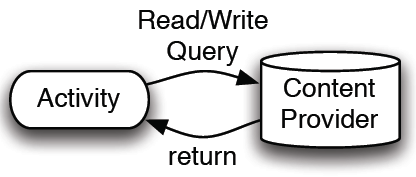 Read/Write
Query
Activity
Content
Provider
return